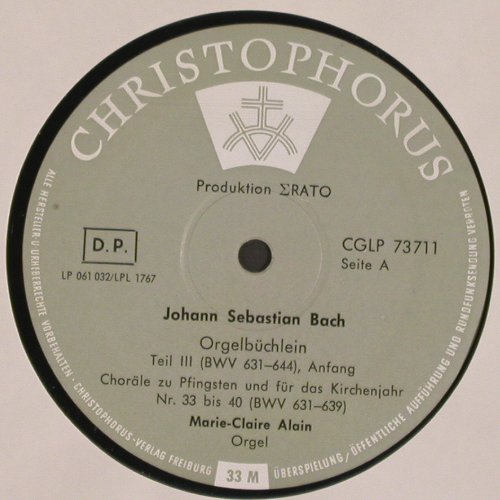 CHRISTOPHORUS
Produktion ΣRATO
D.P.
CGLP 73711
LP 061 032/LPL 1767
Seite A
Johann Sebastian Bach
Orgelbüchlein
Teil III (BWV 631–644), Anfang
Choräle zu Pfingsten und für das Kirchenjahr
Nr. 33 bis 40 (BWV 631–639)
Marie-Claire Alain
Orgel
33 M
ALLE HERSTELLER U URHEBERRECHTE VORBEHALTEN · CHRISTOPHORUS-VERLAG FREIBURG
ÜBERSPIELUNG/ÖFFENTLICHE AUFFÜHRUNG UND RUNDFUNKSENDUNG VERBOTEN